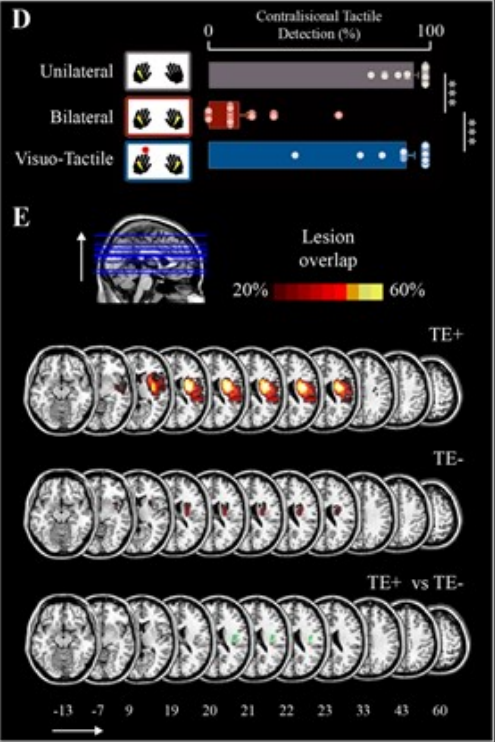 D
Contralisional Tactile
Detection (%)
0 100
Unilateral
Bilateral
Visuo-Tactile
***
***
E
Lesion
overlap
20% 60%
TE+
TE-
TE+ vs TE-
-13 -7 9 19 20 21 22 23 33 43 60